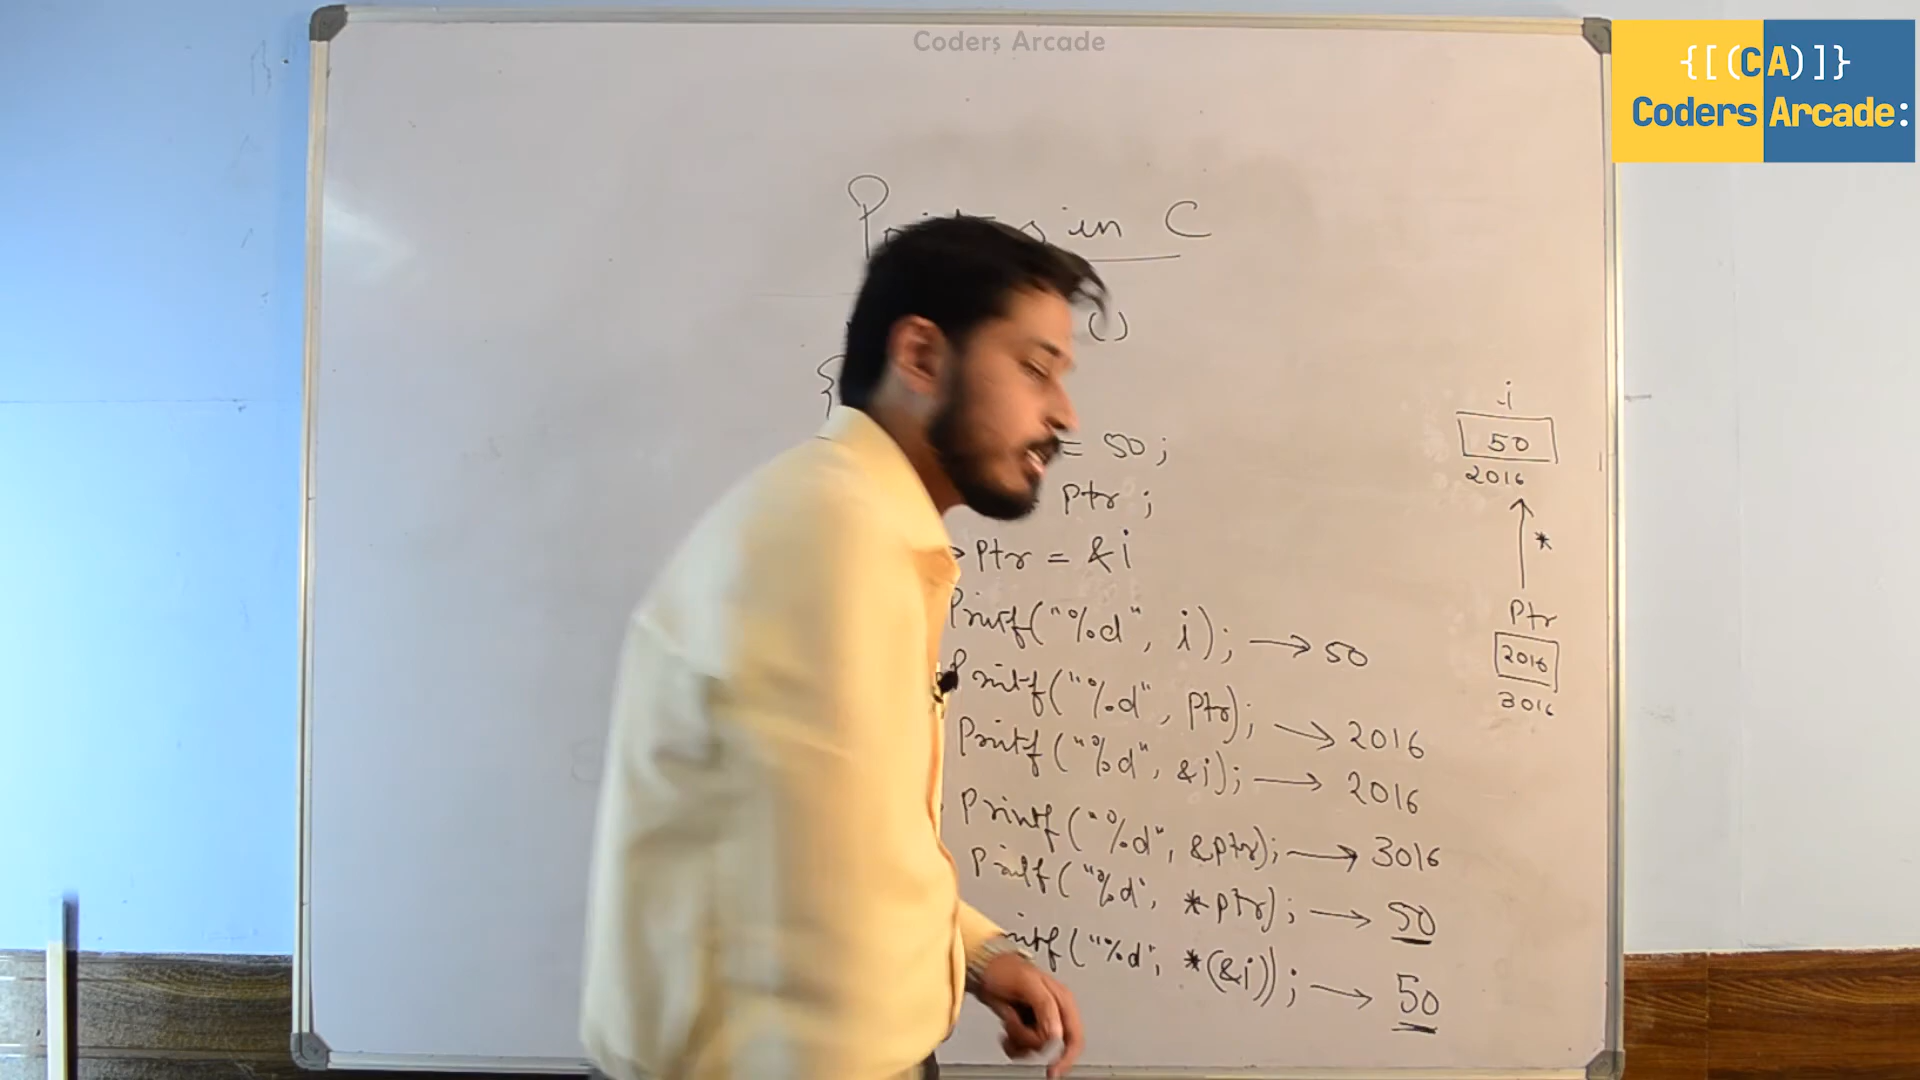 Coders Arcade
{[(CA)]}
Coders Arcade:
in C
()
{
= 50 ;
ptr ;
Ptr = &i
Printf("%d", i); → 50
Printf("%d", Ptr); → 2016
Printf("%d", &i); → 2016
Printf("%d", &ptr); → 3016
Printf("%d", *ptr); → 50
"%d", *(&i)); → 50
i
50
2016
*
Ptr
2016
3016